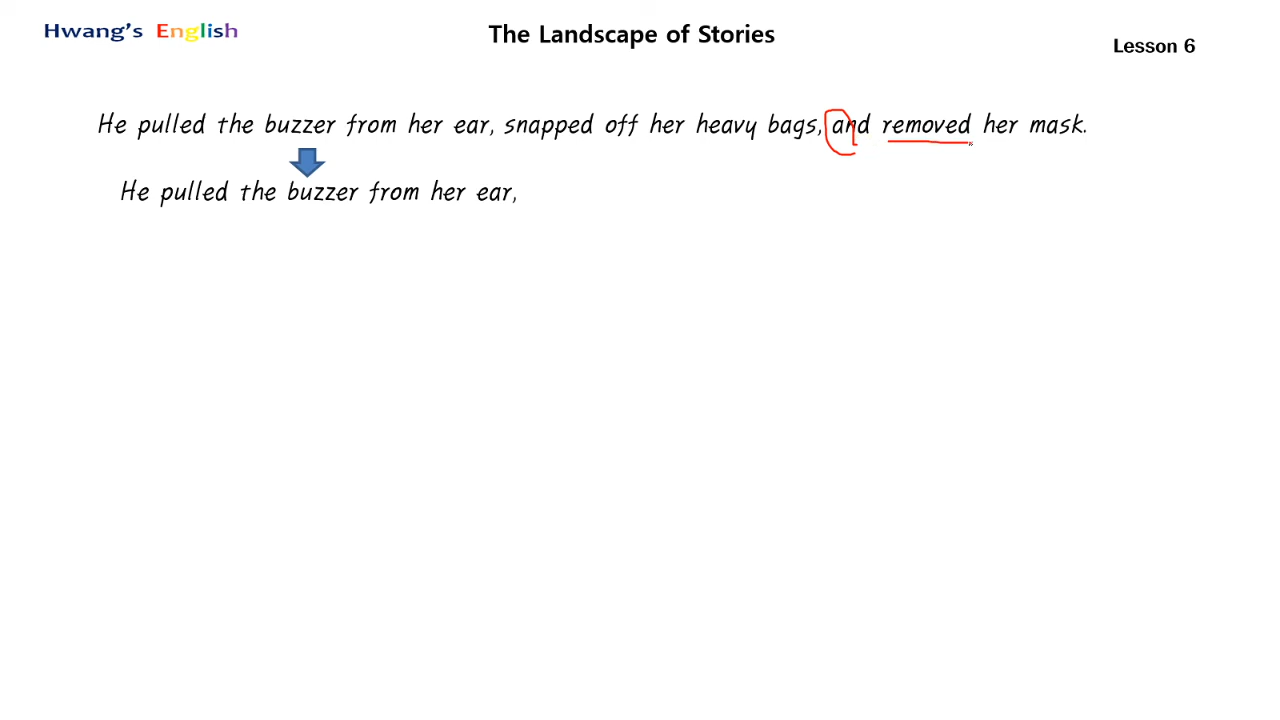 Hwang's English
The Landscape of Stories
Lesson 6
He pulled the buzzer from her ear, snapped off her heavy bags, and removed her mask.
He pulled the buzzer from her ear,